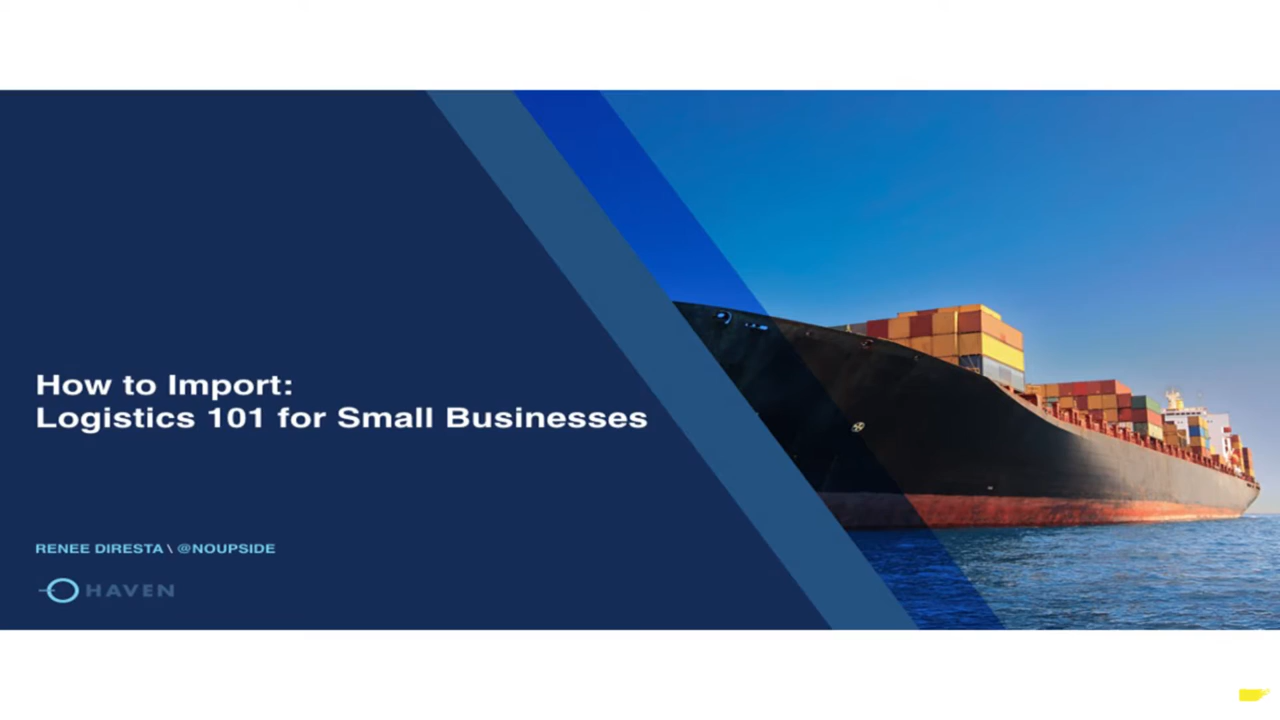 How to Import:
Logistics 101 for Small Businesses
RENEE DIRESTA \ @NOUPSIDE
HAVEN